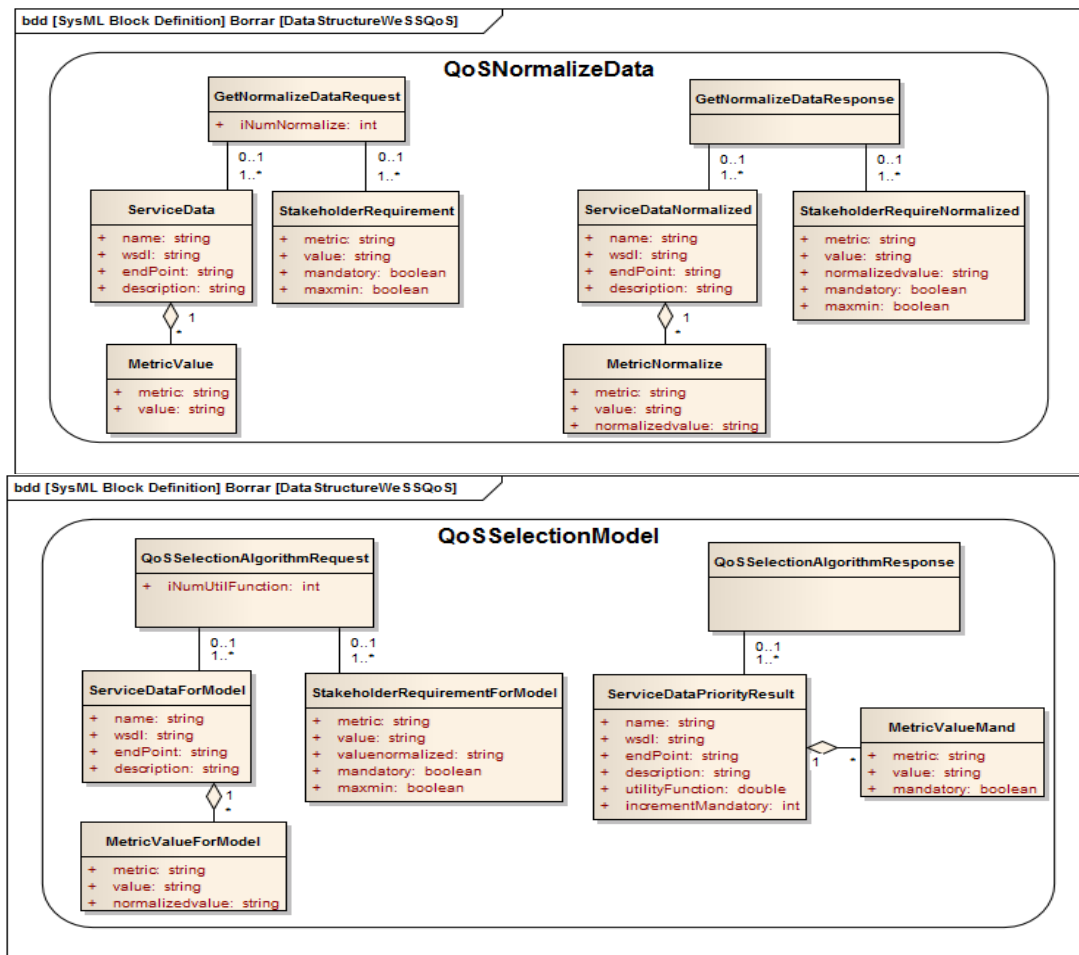 bdd [SysML Block Definition] Borrar [DataStructureWeSSQoS]
QoSNormalizeData
GetNormalizeDataRequest
+ iNumNormalize: int
0..1
1..*
0..1
1..*
ServiceData
+ name: string
+ wsdl: string
+ endPoint: string
+ description: string
StakeholderRequirement
+ metric: string
+ value: string
+ mandatory: boolean
+ maxmin: boolean
1
*
MetricValue
+ metric: string
+ value: string
GetNormalizeDataResponse
0..1
1..*
0..1
1..*
ServiceDataNormalized
+ name: string
+ wsdl: string
+ endPoint: string
+ description: string
StakeholderRequireNormalized
+ metric: string
+ value: string
+ normalizedvalue: string
+ mandatory: boolean
+ maxmin: boolean
1
*
MetricNormalize
+ metric: string
+ value: string
+ normalizedvalue: string
bdd [SysML Block Definition] Borrar [DataStructureWeSSQoS]
QoSSelectionModel
QoSSelectionAlgorithmRequest
+ iNumUtilFunction: int
0..1
1..*
0..1
1..*
ServiceDataForModel
+ name: string
+ wsdl: string
+ endPoint: string
+ description: string
StakeholderRequirementForModel
+ metric: string
+ value: string
+ valuenormalized: string
+ mandatory: boolean
+ maxmin: boolean
1
*
MetricValueForModel
+ metric: string
+ value: string
+ normalizedvalue: string
QoSSelectionAlgorithmResponse
0..1
1..*
ServiceDataPriorityResult
+ name: string
+ wsdl: string
+ endPoint: string
+ description: string
+ utilityFunction: double
+ incrementMandatory: int
1
*
MetricValueMand
+ metric: string
+ value: string
+ mandatory: boolean